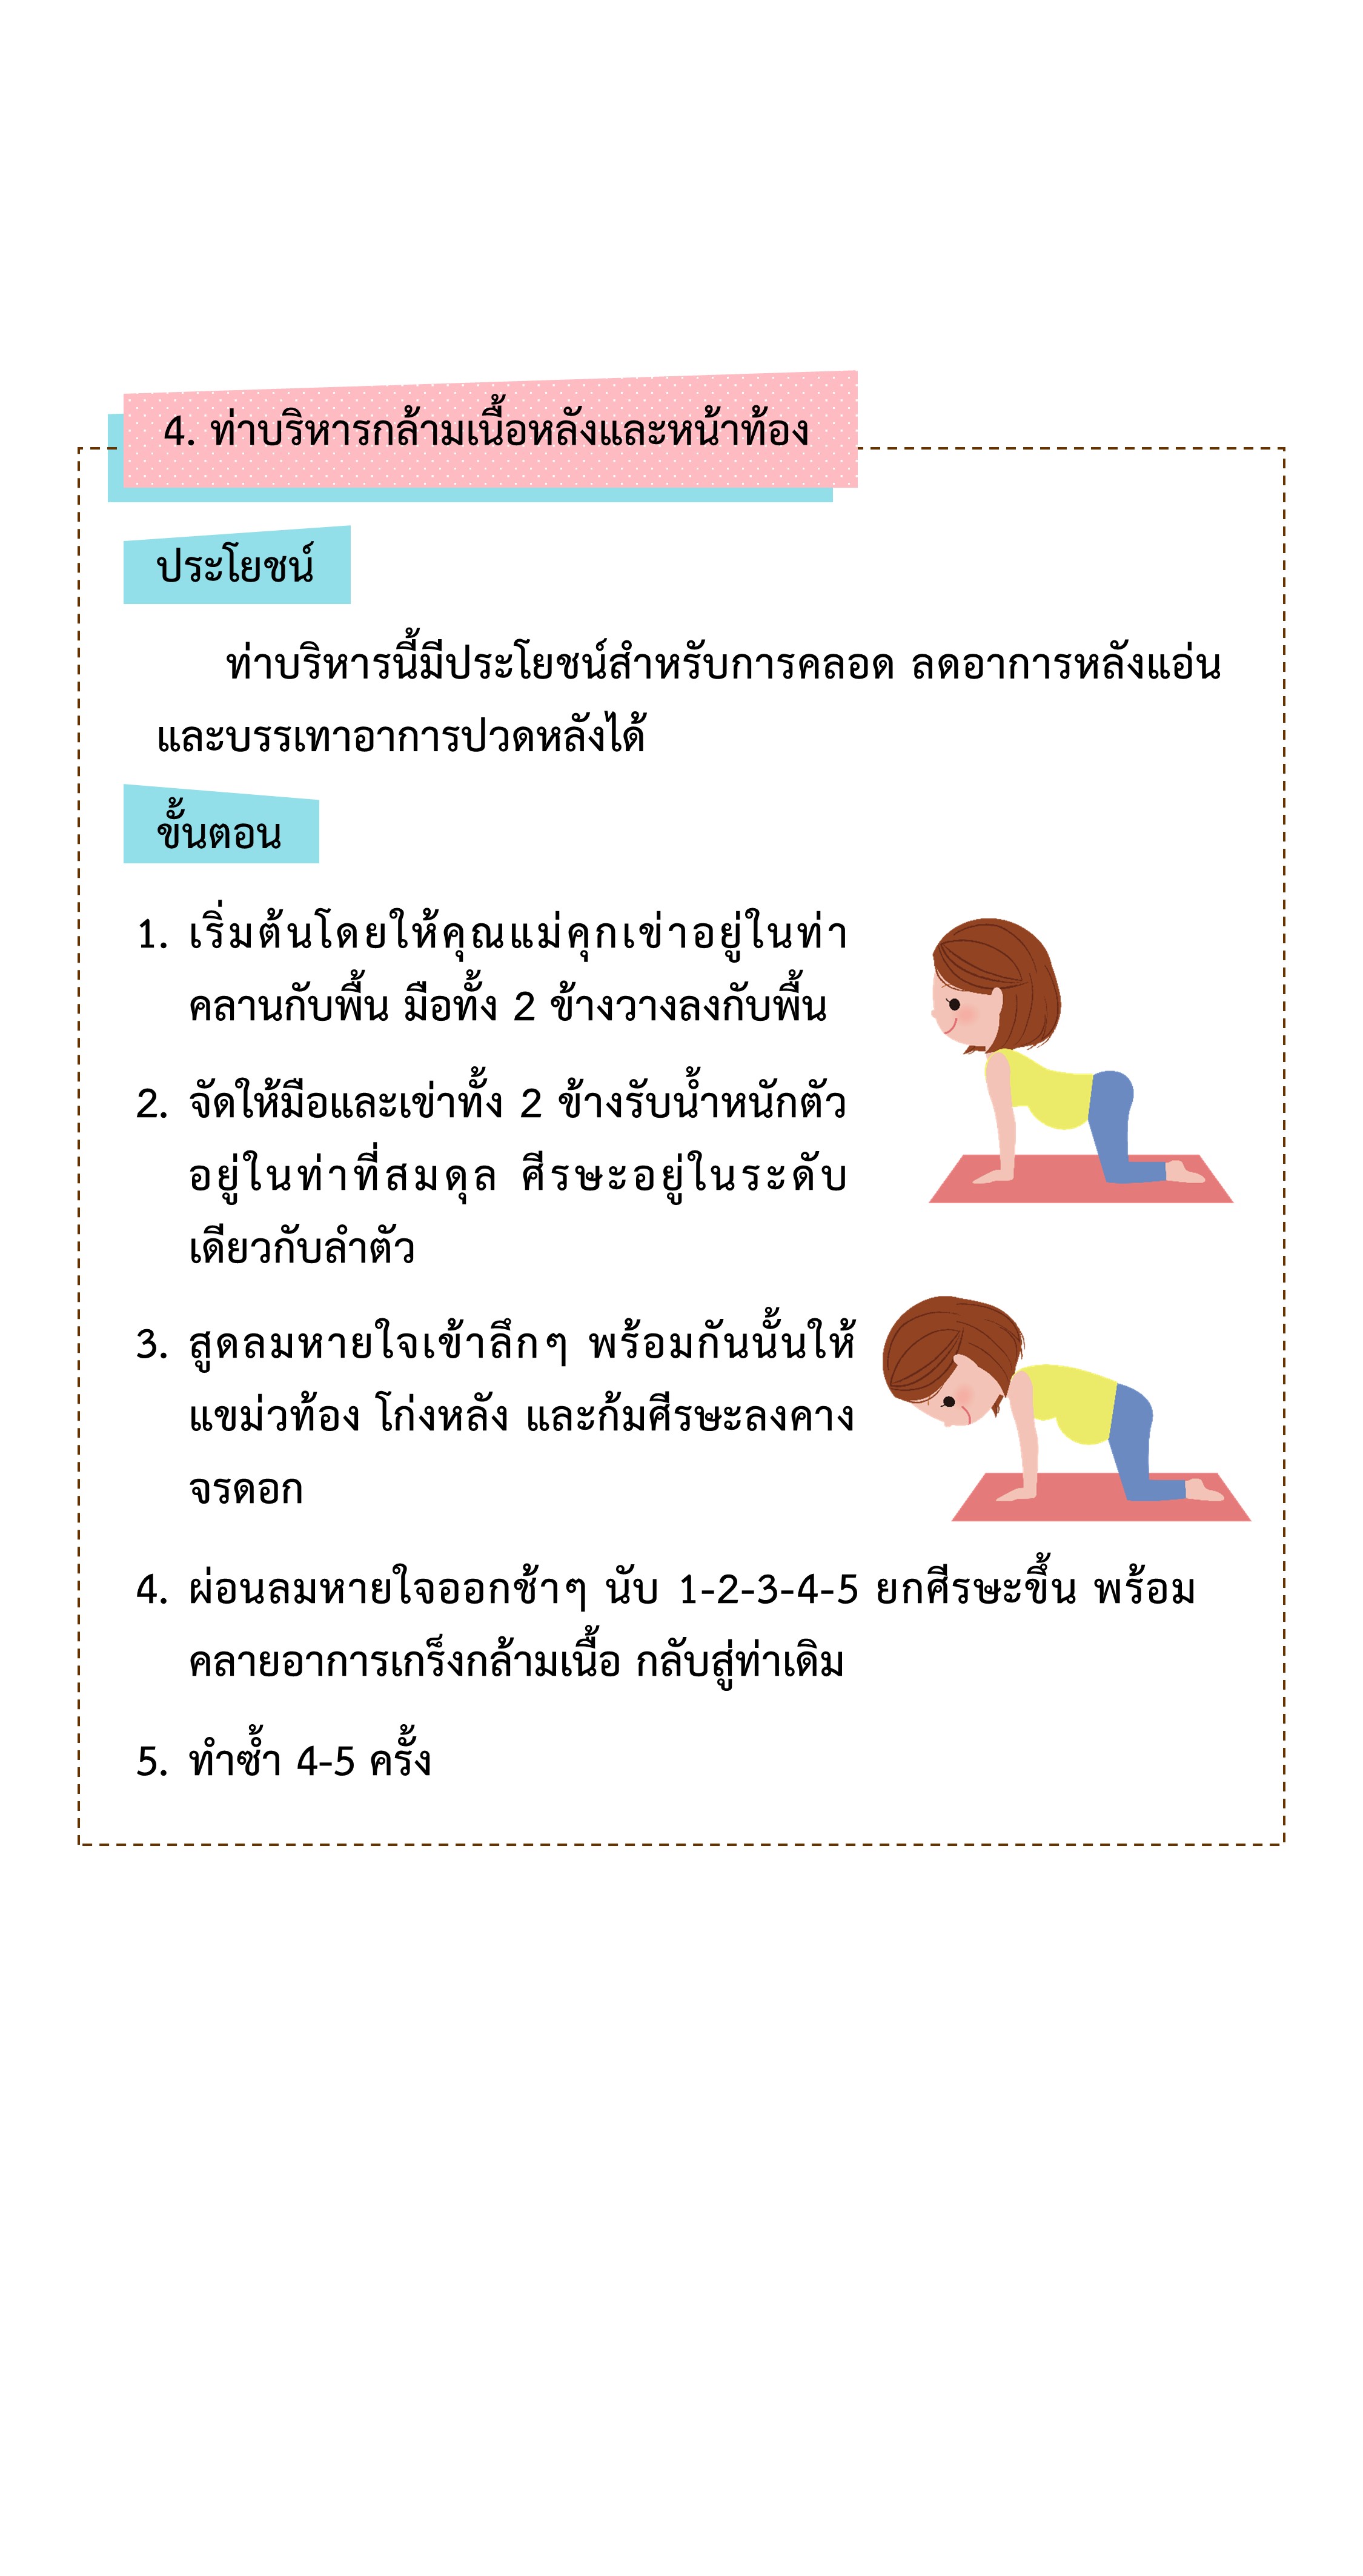 4. ท่าบริหารกล้ามเนื้อหลังและหน้าท้อง
ประโยชน์
ท่าบริหารนี้มีประโยชน์สำหรับการคลอด ลดอาการหลังแอ่น
และบรรเทาอาการปวดหลังได้
ขั้นตอน
1. เริ่มต้นโดยให้คุณแม่คุกเข่าอยู่ในท่า
คลานกับพื้น มือทั้ง 2 ข้างวางลงกับพื้น
2. จัดให้มือและเข่าทั้ง 2 ข้างรับน้ำหนักตัว
อยู่ในท่าที่สมดุล ศีรษะอยู่ในระดับ
เดียวกับลำตัว
3. สูดลมหายใจเข้าลึกๆ พร้อมกันนั้นให้
แขม่วท้อง โก่งหลัง และก้มศีรษะลงคาง
จรดอก
4. ผ่อนลมหายใจออกช้าๆ นับ 1-2-3-4-5 ยกศีรษะขึ้น พร้อม
คลายอาการเกร็งกล้ามเนื้อ กลับสู่ท่าเดิม
5. ทำซ้ำ 4-5 ครั้ง